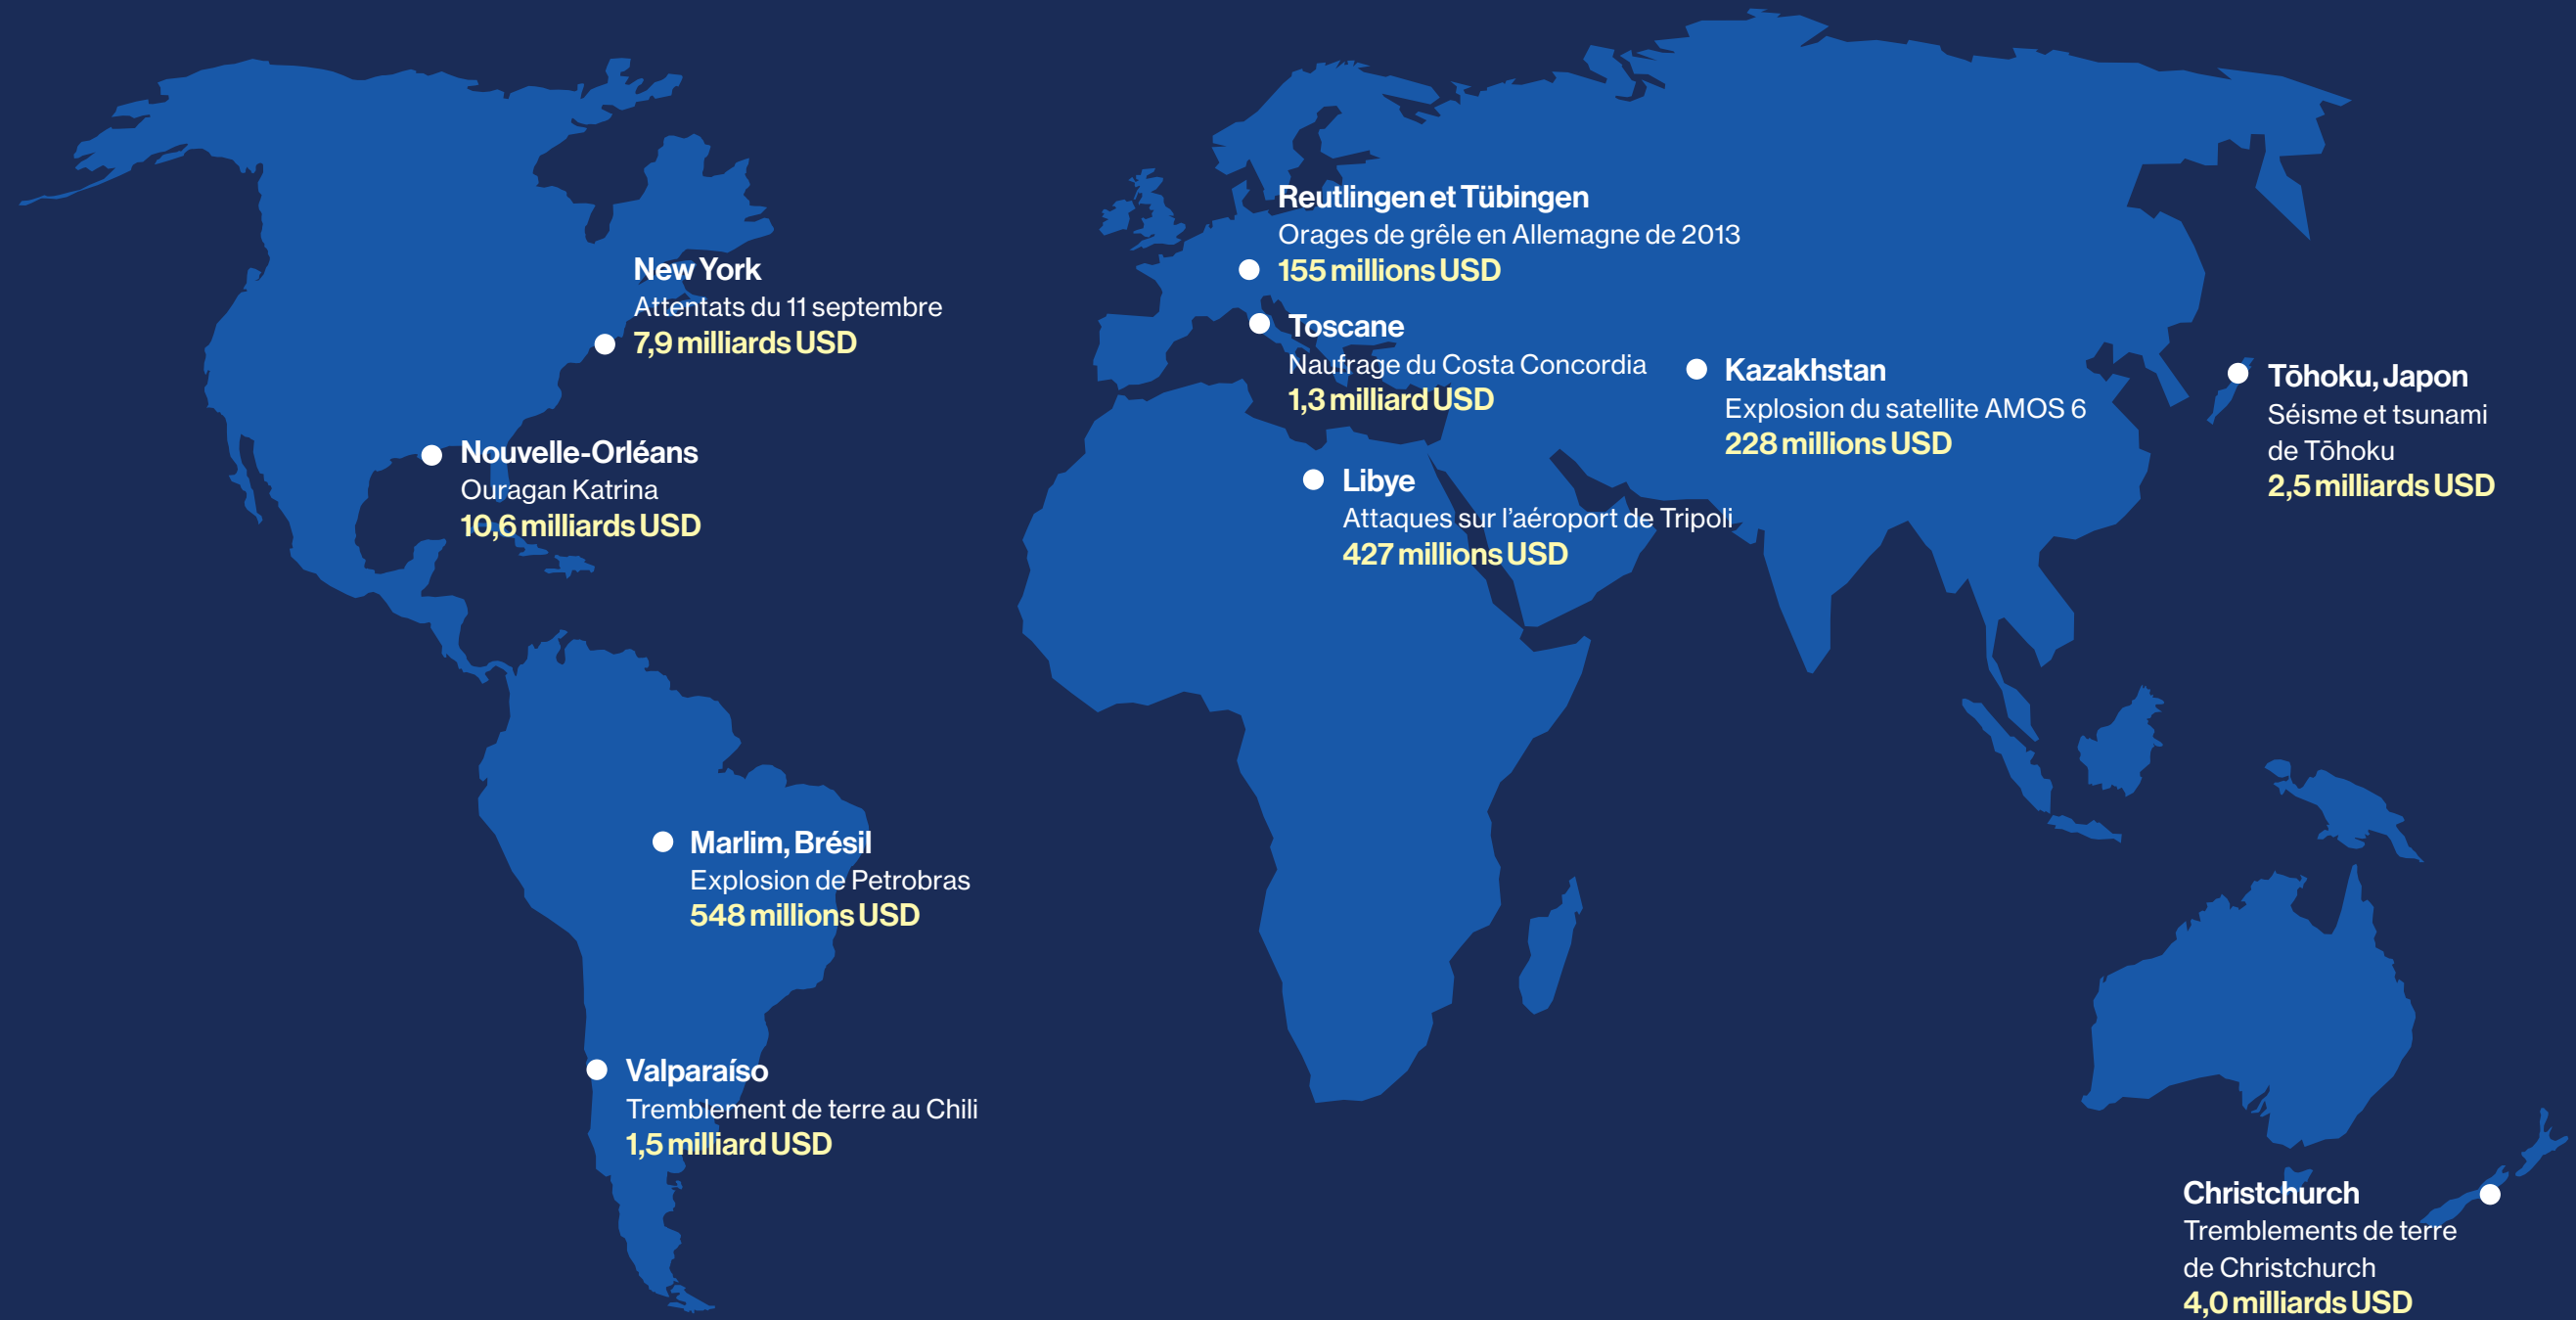 New York
Attentats du 11 septembre
7,9 milliards USD
Nouvelle-Orléans
Ouragan Katrina
10,6 milliards USD
Marlim, Brésil
Explosion de Petrobras
548 millions USD
Valparaíso
Tremblement de terre au Chili
1,5 milliard USD
Reutlingen et Tübingen
Orages de grêle en Allemagne de 2013
155 millions USD
Toscane
Naufrage du Costa Concordia
1,3 milliard USD
Libye
Attaques sur l’aéroport de Tripoli
427 millions USD
Kazakhstan
Explosion du satellite AMOS 6
228 millions USD
Tōhoku, Japon
Séisme et tsunami
de Tōhoku
2,5 milliards USD
Christchurch
Tremblements de terre
de Christchurch
4,0 milliards USD